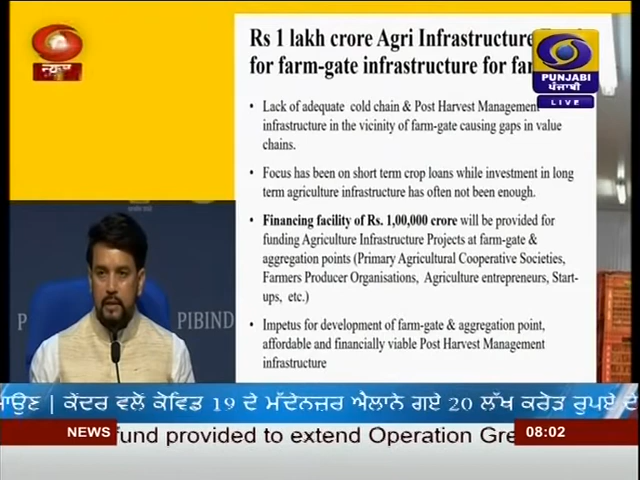 Rs 1 lakh crore Agri Infrastructure
for farm-gate infrastructure for
• Lack of adequate cold chain & Post Harvest Management
infrastructure in the vicinity of farm-gate causing gaps in value
chains.
• Focus has been on short term crop loans while investment in long
term agriculture infrastructure has often not been enough.
• Financing facility of Rs. 1,00,000 crore will be provided for
funding Agriculture Infrastructure Projects at farm-gate &
aggregation points (Primary Agricultural Cooperative Societies,
Farmers Producer Organisations, Agriculture entrepreneurs, Start-
ups, etc.)
• Impetus for development of farm-gate & aggregation point,
affordable and financially viable Post Harvest Management
infrastructure
न्यूज़
PUNJABI
ਪੰਜਾਬੀ
LIVE
PIBIND
| ਕੇਂਦਰ ਵਲੋਂ ਕੋਵਿਡ 19 ਦੇ ਮੱਦੇਨਜ਼ਰ ਐਲਾਨੇ ਗਏ 20 ਲੱਖ ਕਰੋੜ ਰੁਪਏ ਦੇ
NEWS fund provided to extend Operation Gre 08:02